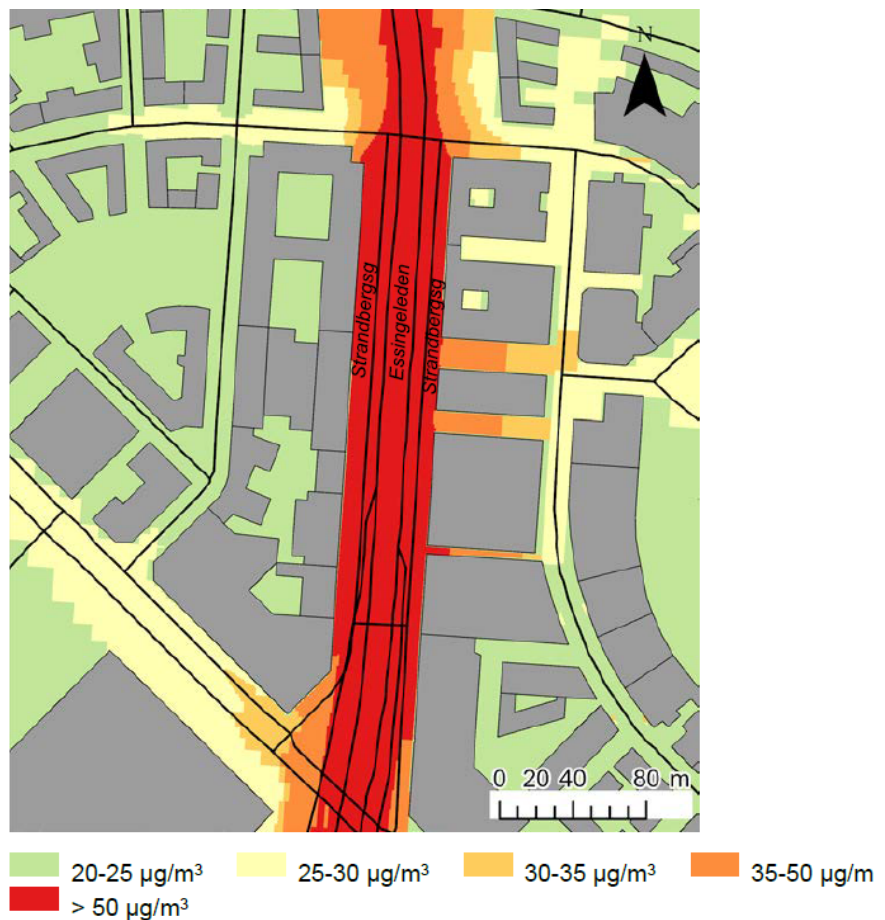 N
Strandbergsg
Essingeleden
Strandbergsg
0 20 40 80 m
20-25 µg/m³ 25-30 µg/m³ 30-35 µg/m³ 35-50 µg/m
> 50 µg/m³